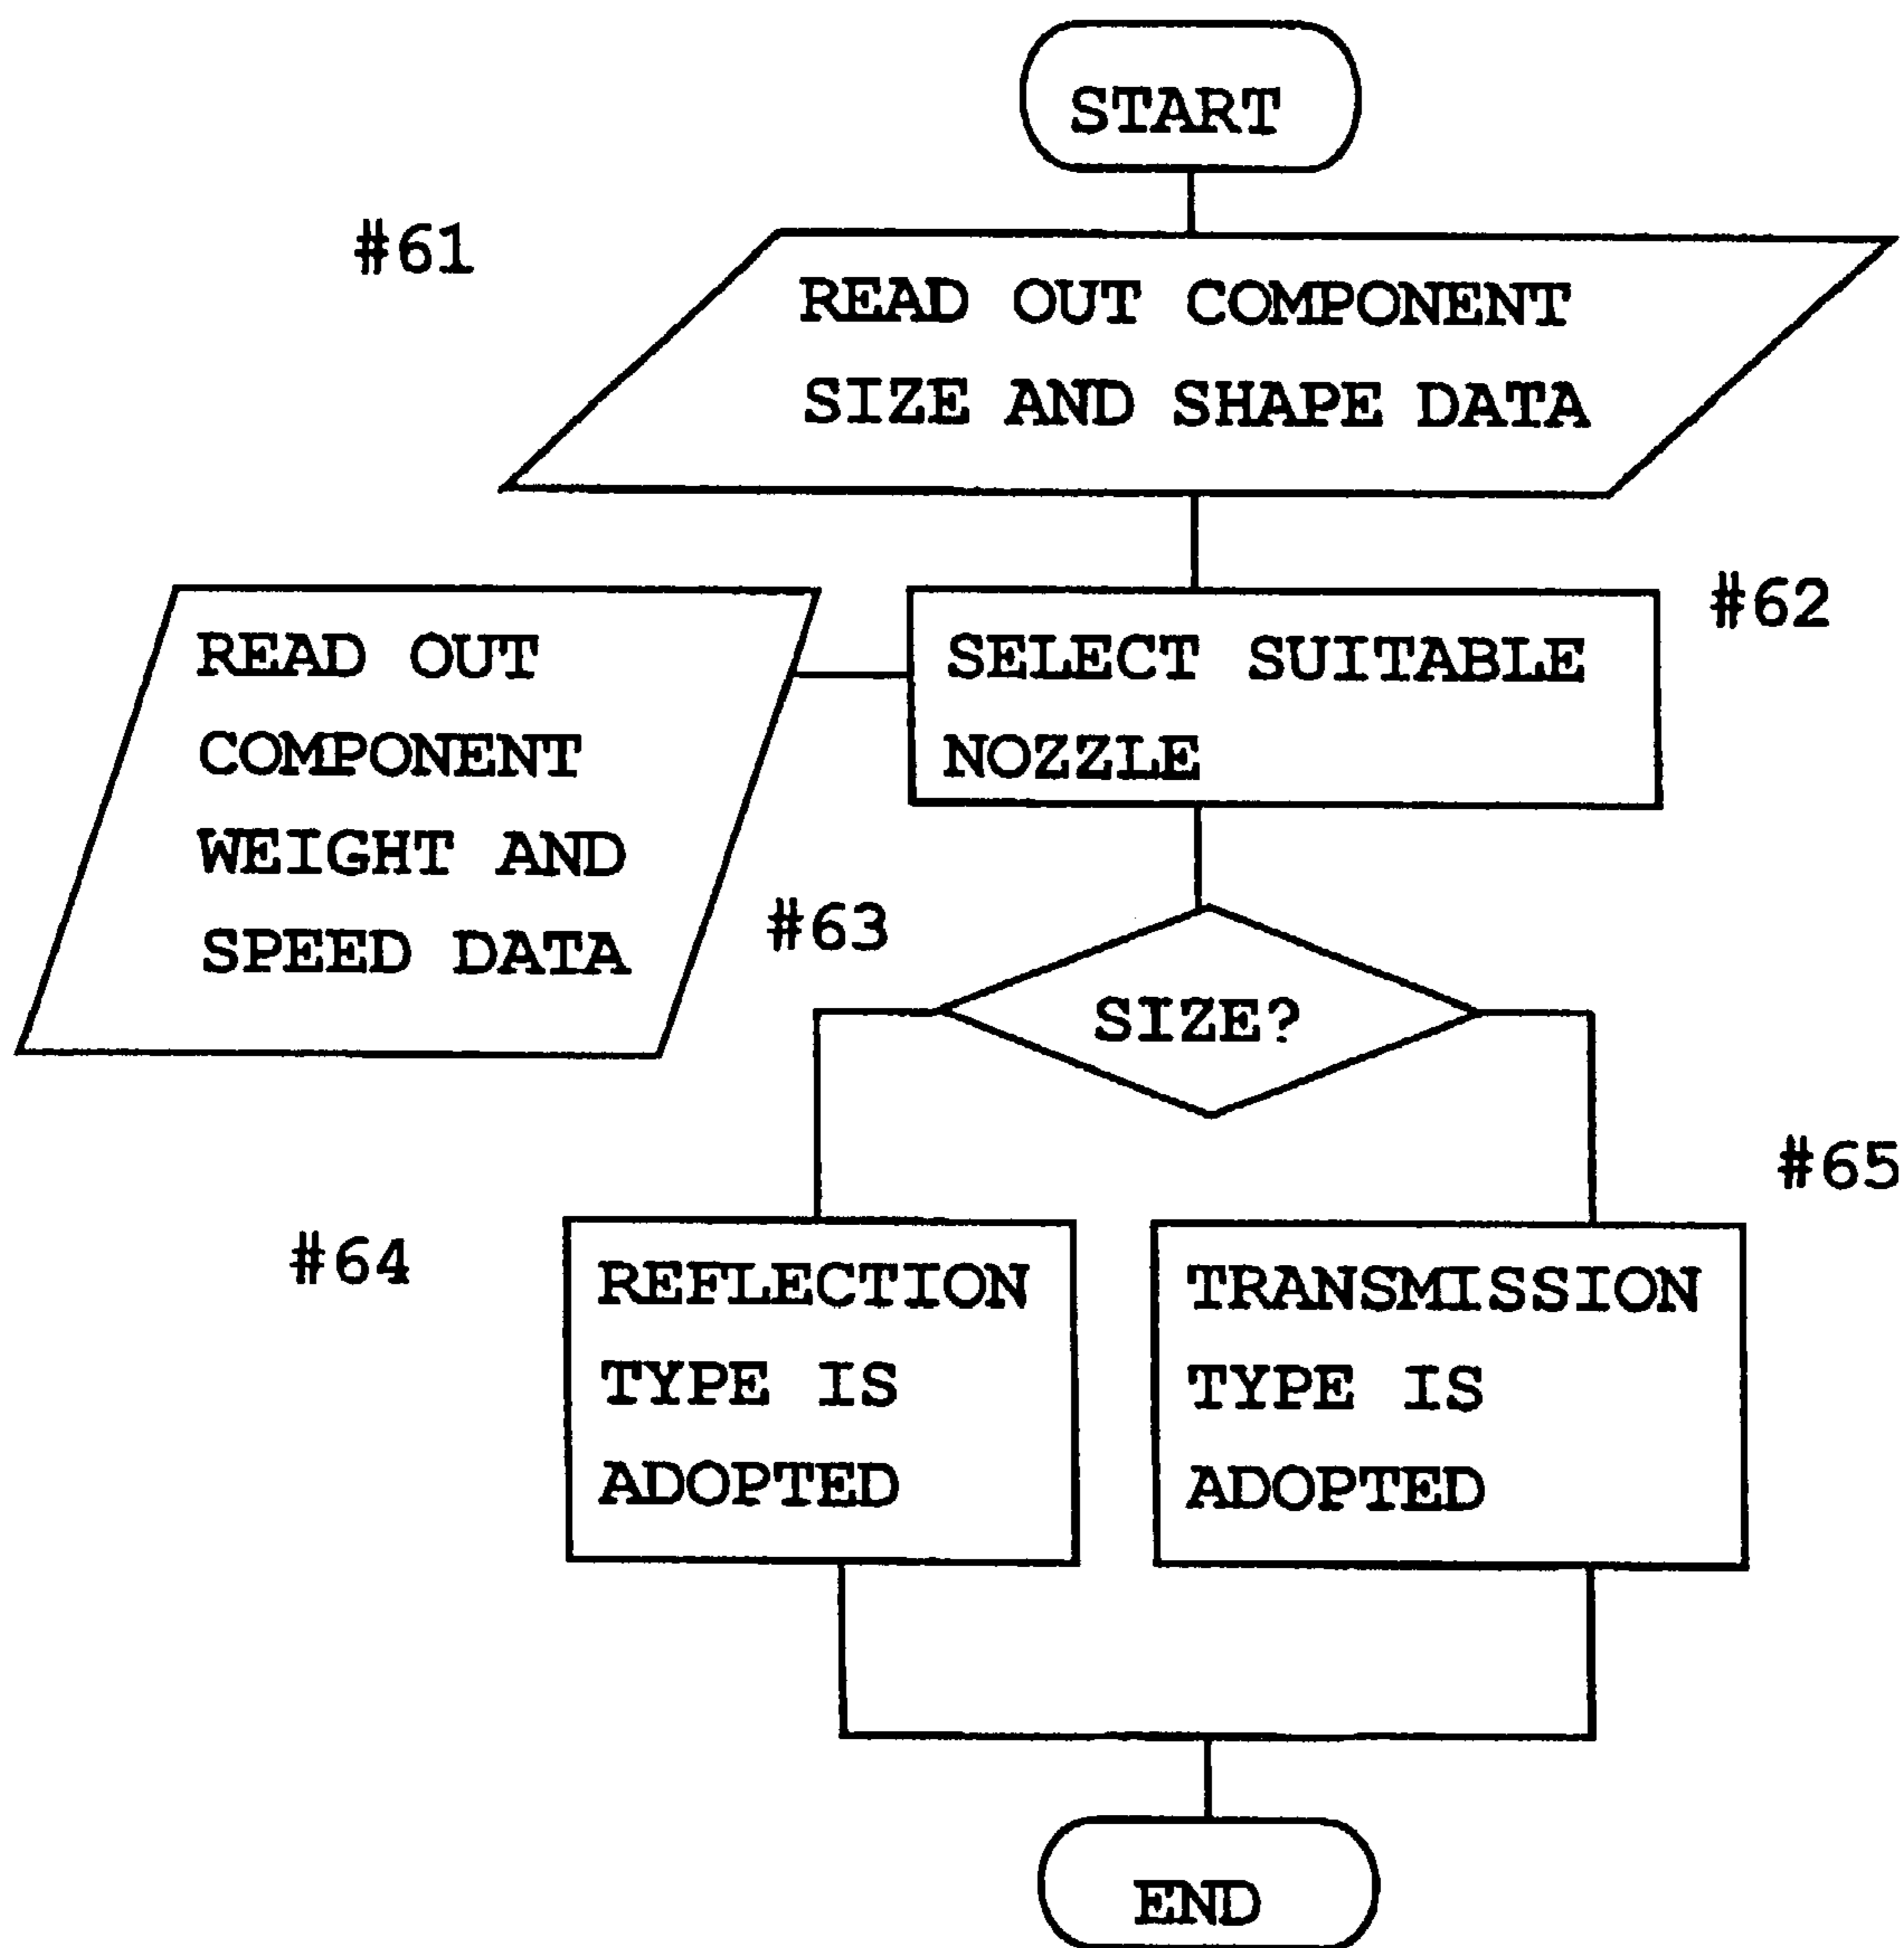 START
#61
READ OUT COMPONENT
SIZE AND SHAPE DATA
#62
SELECT SUITABLE
NOZZLE
READ OUT
COMPONENT
WEIGHT AND
SPEED DATA
#63
SIZE?
#64
REFLECTION
TYPE IS
ADOPTED
#65
TRANSMISSION
TYPE IS
ADOPTED
END